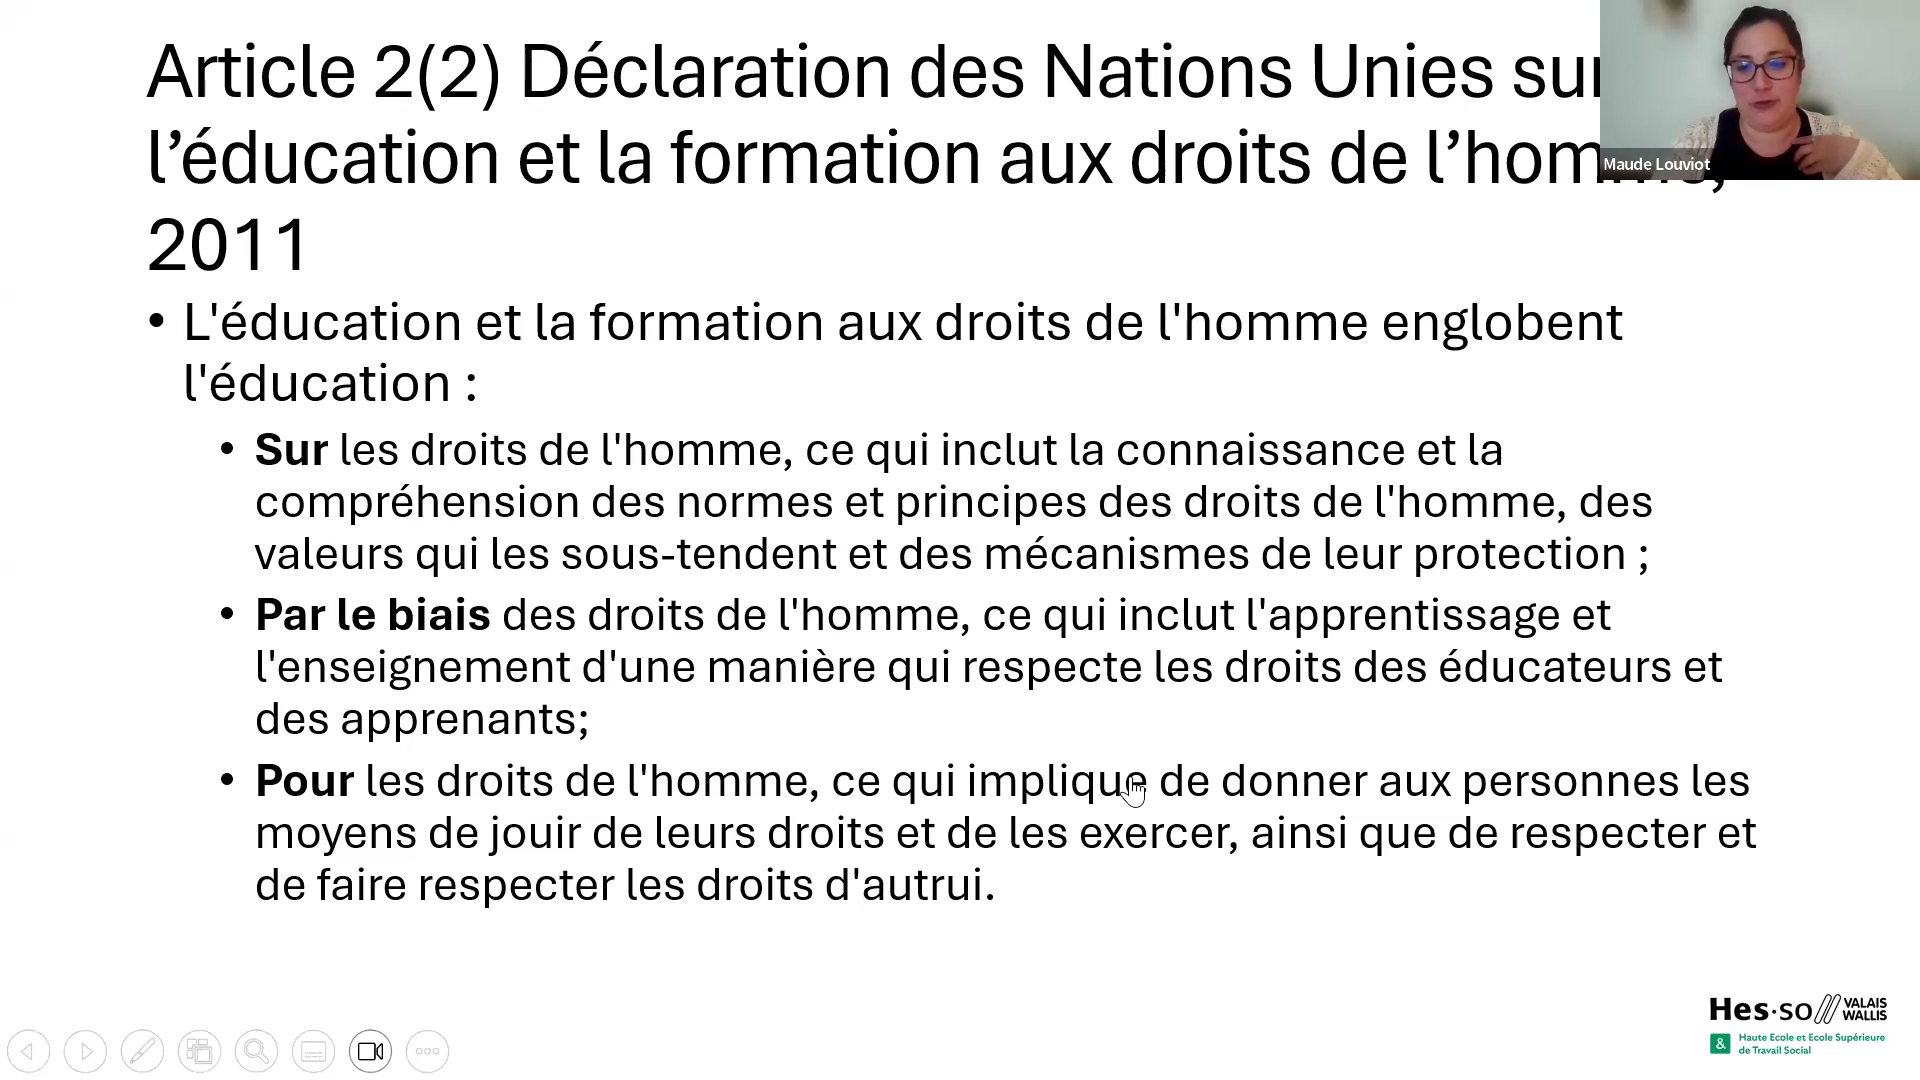 Article 2(2) Déclaration des Nations Unies sur
l’éducation et la formation aux droits de l’homme,
2011
Maude Louviot
• L'éducation et la formation aux droits de l'homme englobent
l'éducation :
• Sur les droits de l'homme, ce qui inclut la connaissance et la
compréhension des normes et principes des droits de l'homme, des
valeurs qui les sous-tendent et des mécanismes de leur protection ;
• Par le biais des droits de l'homme, ce qui inclut l'apprentissage et
l'enseignement d'une manière qui respecte les droits des éducateurs et
des apprenants;
• Pour les droits de l'homme, ce qui implique de donner aux personnes les
moyens de jouir de leurs droits et de les exercer, ainsi que de respecter et
de faire respecter les droits d'autrui.
Hes·so VALAIS
WALLIS
& Haute Ecole et Ecole Supérieure
de Travail Social